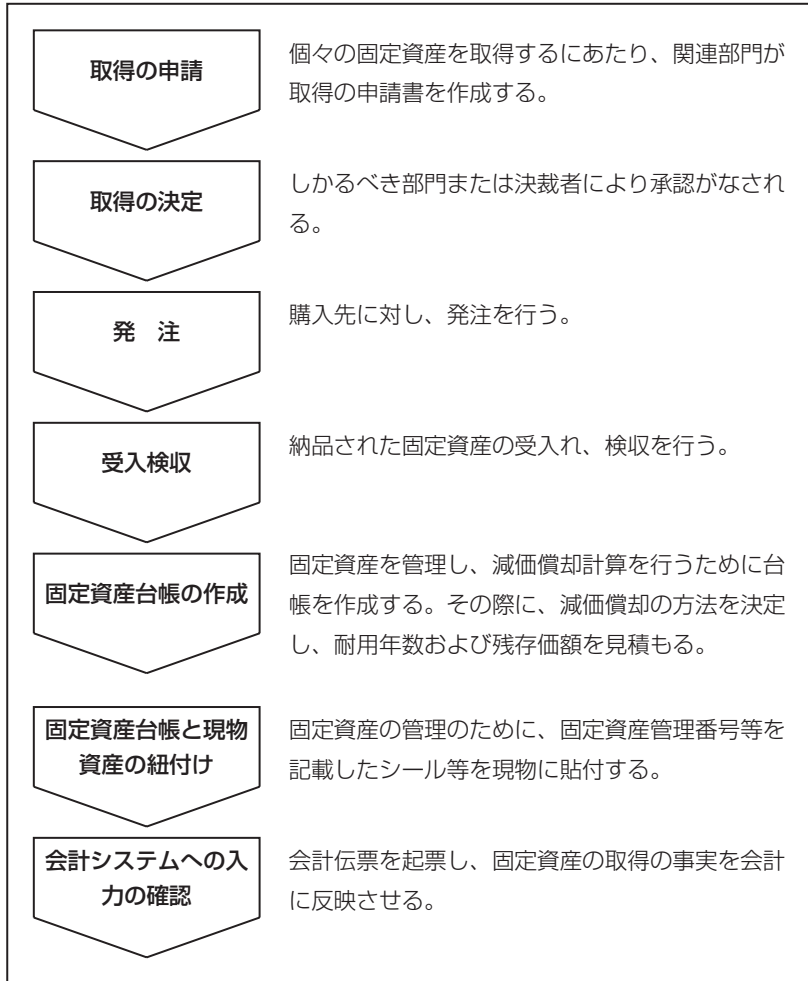 取得の申請
個々の固定資産を取得するにあたり、関連部門が
取得の申請書を作成する。
取得の決定
しかるべき部門または決裁者により承認がなされ
る。
発　注
購入先に対し、発注を行う。
受入検収
納品された固定資産の受入れ、検収を行う。
固定資産台帳の作成
固定資産を管理し、減価償却計算を行うために台
帳を作成する。その際に、減価償却の方法を決定
し、耐用年数および残存価額を見積もる。
固定資産台帳と現物
資産の紐付け
固定資産の管理のために、固定資産管理番号等を
記載したシール等を現物に貼付する。
会計システムへの入
力の確認
会計伝票を起票し、固定資産の取得の事実を会計
に反映させる。